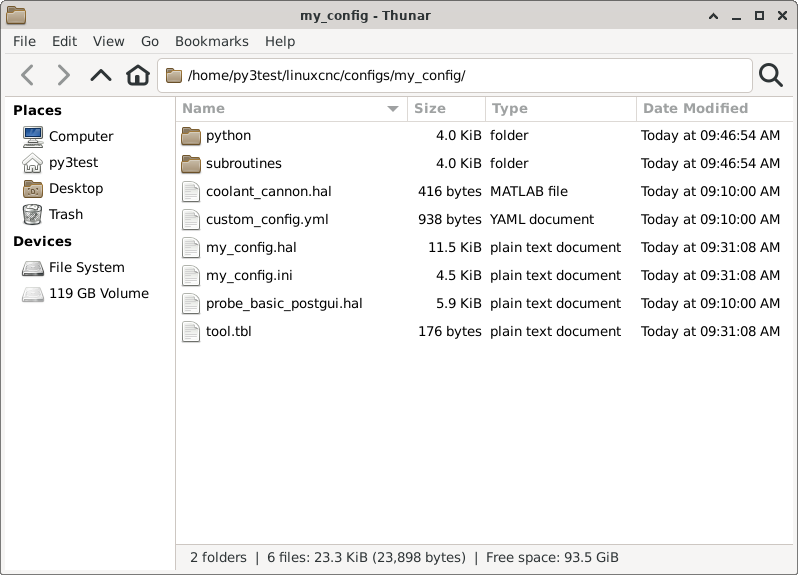 my_config - Thunar
File Edit View Go Bookmarks Help
/home/py3test/linuxcnc/configs/my_config/
Places
Computer
py3test
Desktop
Trash
Devices
File System
119 GB Volume
Name Size Type Date Modified
python 4.0 KiB folder Today at 09:46:54 AM
subroutines 4.0 KiB folder Today at 09:46:54 AM
coolant_cannon.hal 416 bytes MATLAB file Today at 09:10:00 AM
custom_config.yml 938 bytes YAML document Today at 09:10:00 AM
my_config.hal 11.5 KiB plain text document Today at 09:31:08 AM
my_config.ini 4.5 KiB plain text document Today at 09:31:08 AM
probe_basic_postgui.hal 5.9 KiB plain text document Today at 09:10:00 AM
tool.tbl 176 bytes plain text document Today at 09:31:08 AM
2 folders | 6 files: 23.3 KiB (23,898 bytes) | Free space: 93.5 GiB